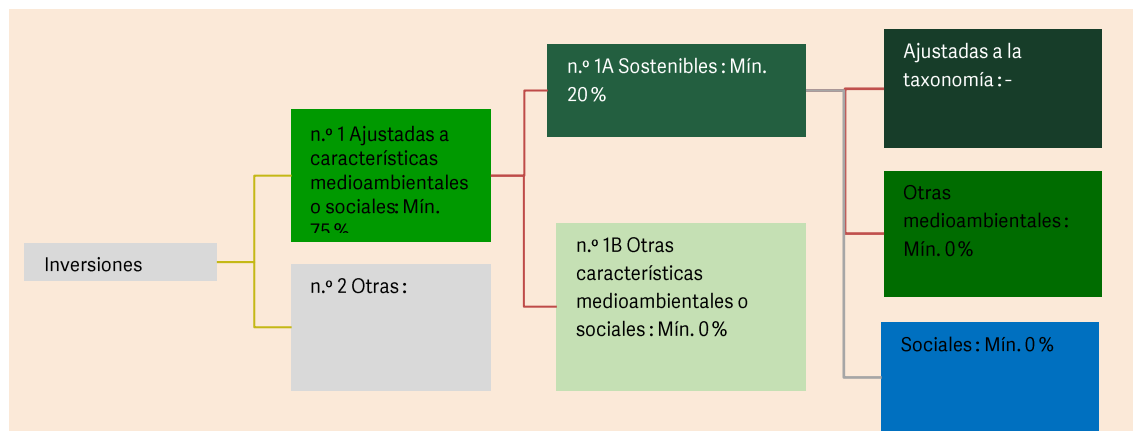 Inversiones
n.º 1 Ajustadas a
características
medioambientales
o sociales: Mín.
75 %
n.º 2 Otras :
n.º 1A Sostenibles : Mín.
20 %
n.º 1B Otras
características
medioambientales o
sociales : Mín. 0 %
Ajustadas a la
taxonomía : -
Otras
medioambientales :
Mín. 0 %
Sociales : Mín. 0 %